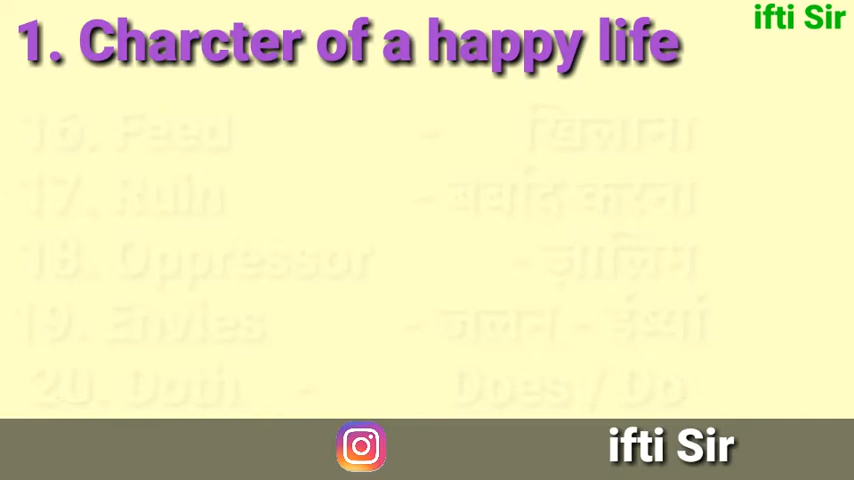 ifti Sir
1. Charcter of a happy life
16. Feed - खिलाना
17. Ruin - बर्बाद करना
18. Oppressor - ज़ालिम
19. Envies - जलन - ईर्ष्या
20. Doth - Does / Do
ifti Sir